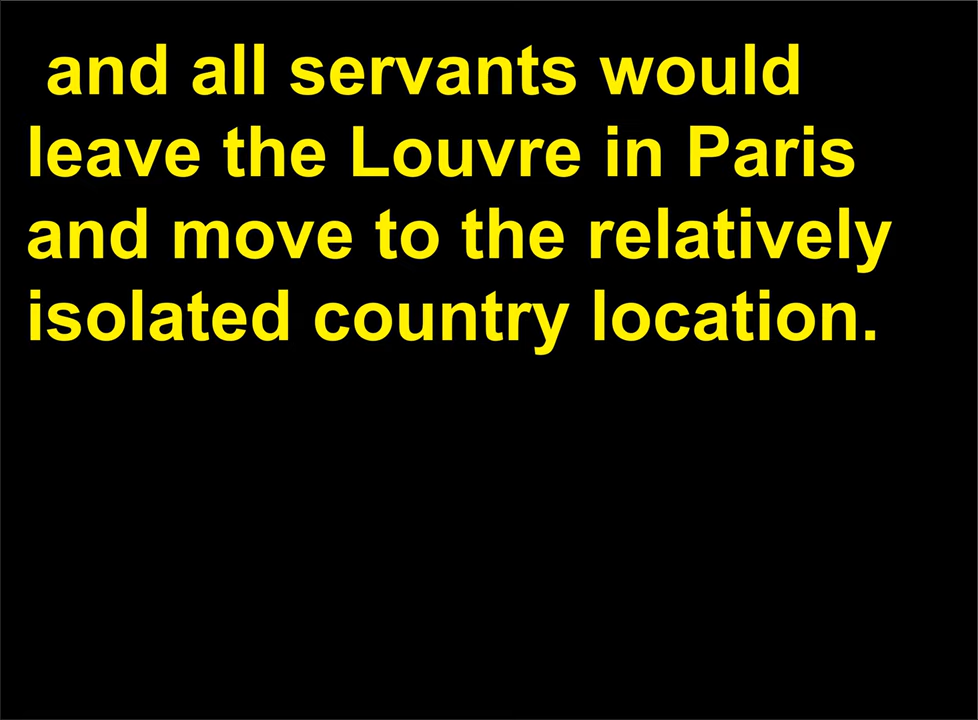 and all servants would
leave the Louvre in Paris
and move to the relatively
isolated country location.